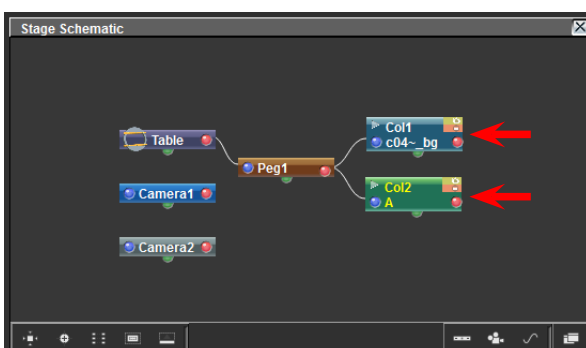 Stage Schematic
Table
Camera1
Camera2
Peg1
Col1
c04~_bg
Col2
A